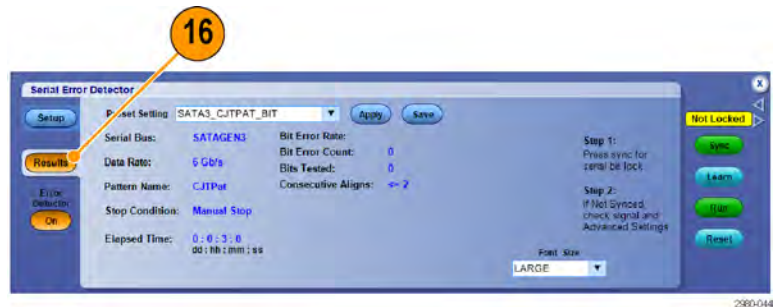 16
Serial Error Detector
X
Setup
Preset Setting SATA3_CJTPAT_BIT Apply Save
Not Locked
Serial Bus: SATAGEN3 Bit Error Rate:
Step 1:
Sync
Results
Data Rate: 6 Gb/s Bit Error Count: 0
Press sync for
serial bit lock
Bits Tested: 0
Learn
Pattern Name: CJTPat Consecutive Aligns: <= 2
Step 2:
Error
Detector
On
Stop Condition: Manual Stop
If Not Synced,
check signal and
Advanced Settings
Run
Elapsed Time: 0 : 0 : 3 : 0
dd : hh : mm : ss
Reset
Font Size
LARGE
2980-044